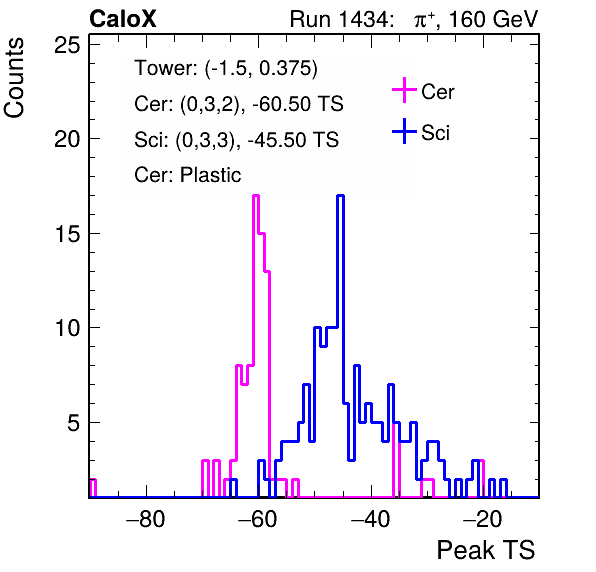 CaloX Run 1434: π⁺, 160 GeV
Counts
Tower: (-1.5, 0.375)
Cer: (0,3,2), -60.50 TS
Sci: (0,3,3), -45.50 TS
Cer: Plastic
Cer
Sci
25
20
15
10
5
−80 −60 −40 −20
Peak TS